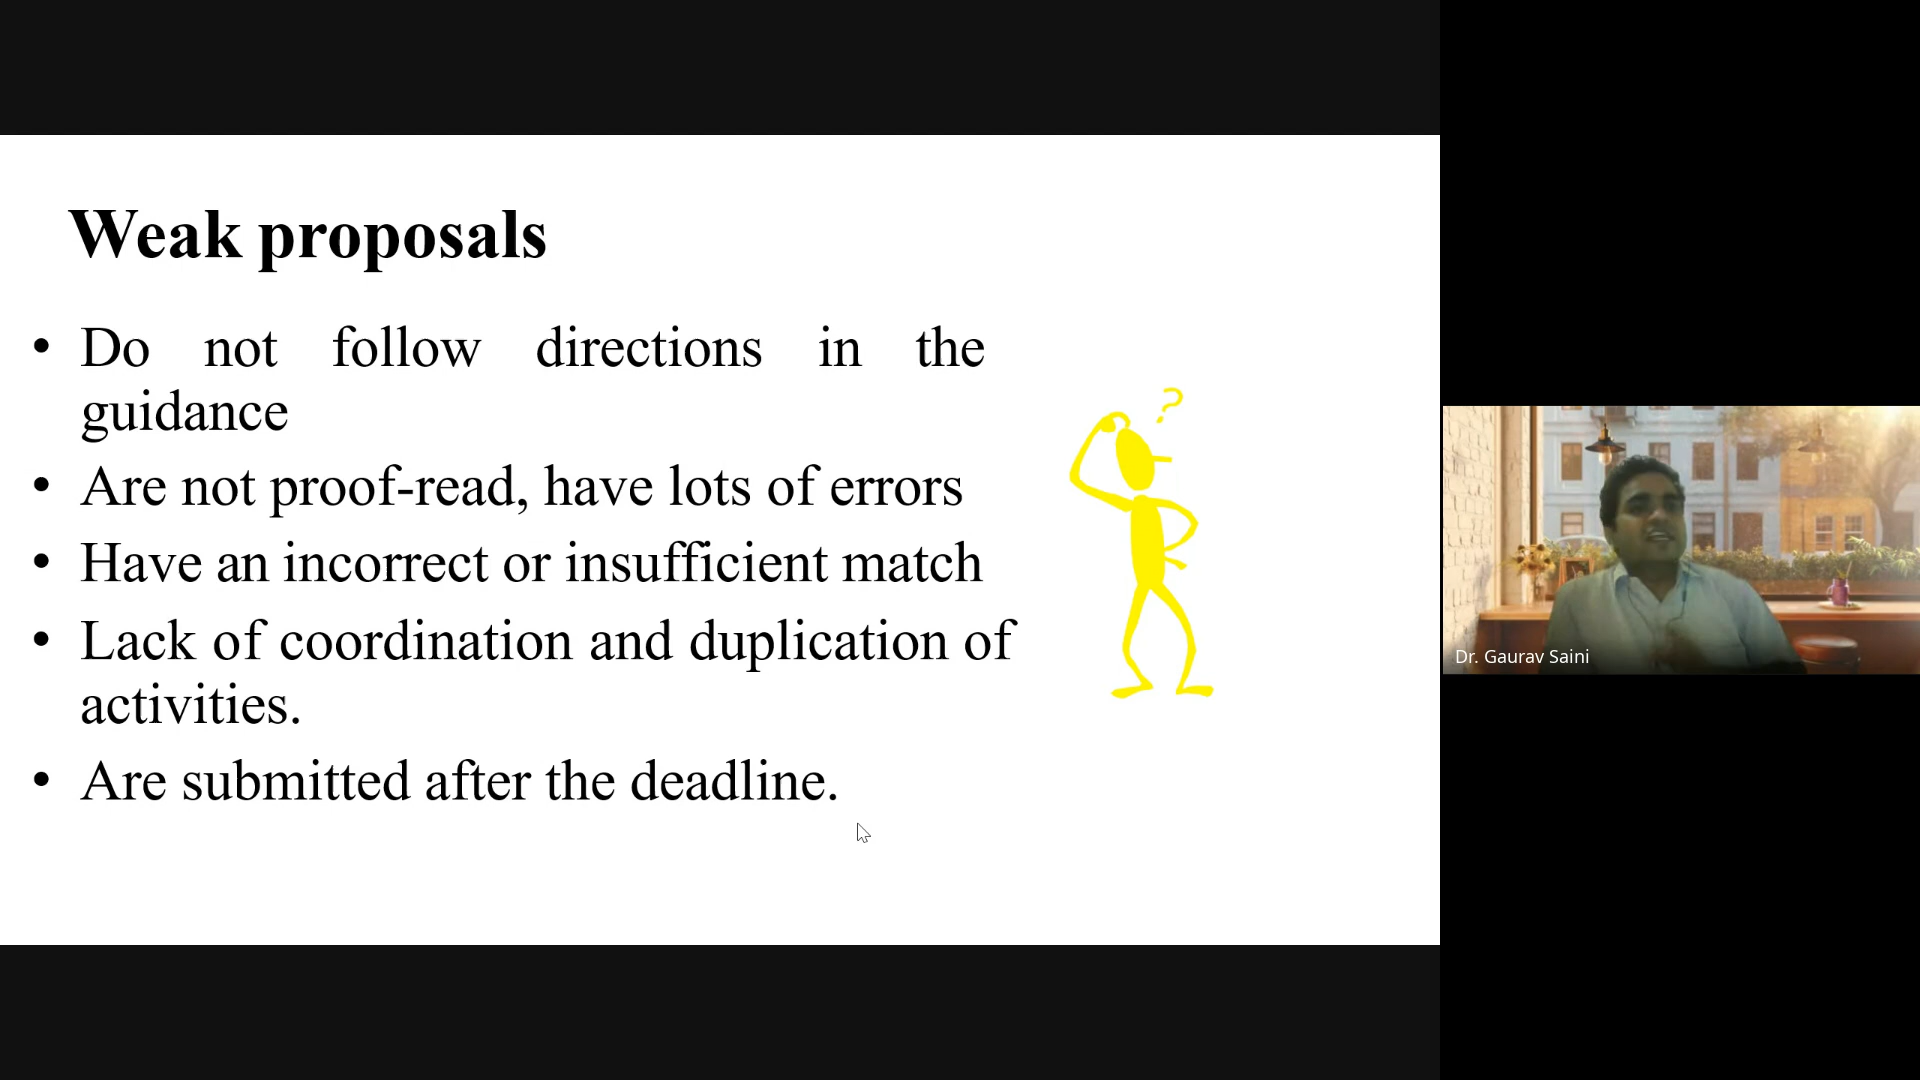 Weak proposals
• Do not follow directions in the
guidance
• Are not proof-read, have lots of errors
• Have an incorrect or insufficient match
• Lack of coordination and duplication of
activities.
• Are submitted after the deadline.
?
Dr. Gaurav Saini